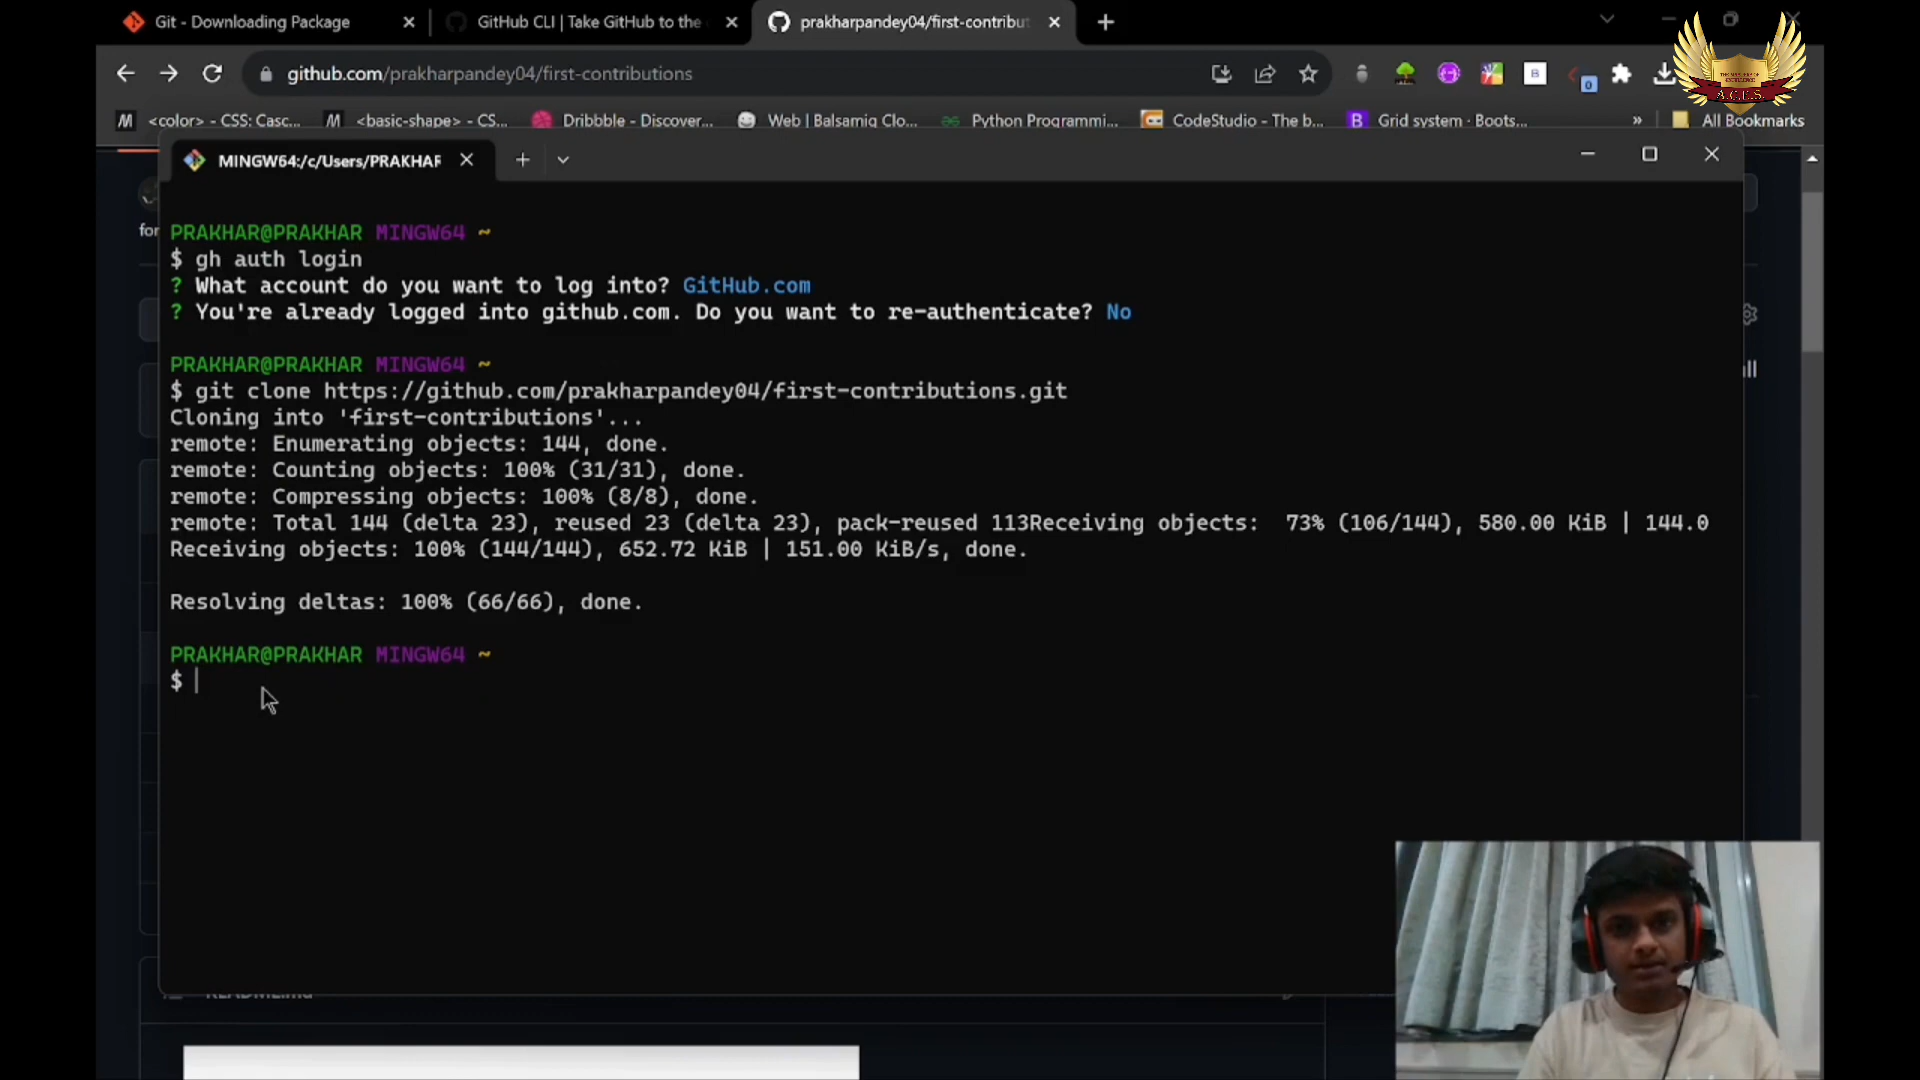 Git - Downloading Package
GitHub CLI | Take GitHub to the
prakharpandey04/first-contribut
github.com/prakharpandey04/first-contributions
<color> - CSS: Casc...
<basic-shape> - CS...
Dribbble - Discover...
Web | Balsamiq Clo...
Python Programmi...
CodeStudio - The b...
Grid system · Boots...
»
All Bookmarks
A.C.E.S.
MINGW64:/c/Users/PRAKHAR
for
PRAKHAR@PRAKHAR MINGW64 ~
$ gh auth login
? What account do you want to log into? GitHub.com
? You're already logged into github.com. Do you want to re-authenticate? No
PRAKHAR@PRAKHAR MINGW64 ~
$ git clone https://github.com/prakharpandey04/first-contributions.git
Cloning into 'first-contributions'...
remote: Enumerating objects: 144, done.
remote: Counting objects: 100% (31/31), done.
remote: Compressing objects: 100% (8/8), done.
remote: Total 144 (delta 23), reused 23 (delta 23), pack-reused 113Receiving objects:  73% (106/144), 580.00 KiB | 144.0
Receiving objects: 100% (144/144), 652.72 KiB | 151.00 KiB/s, done.
Resolving deltas: 100% (66/66), done.
PRAKHAR@PRAKHAR MINGW64 ~
$
README.md